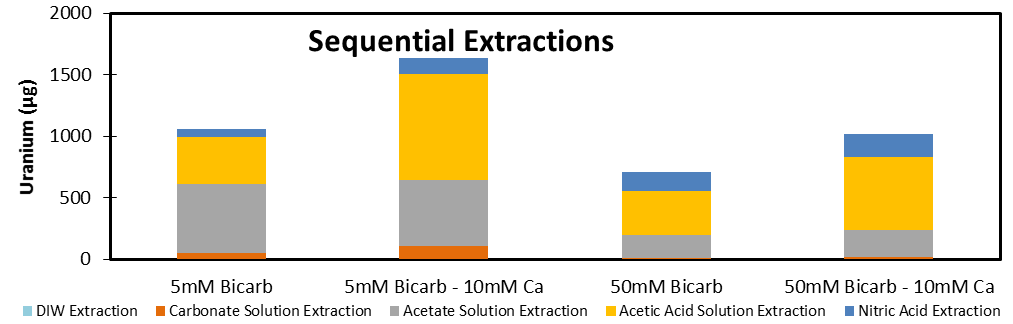 Sequential Extractions
Uranium (µg)
2000
1500
1000
500
0
5mM Bicarb
5mM Bicarb - 10mM Ca
50mM Bicarb
50mM Bicarb - 10mM Ca
DIW Extraction
Carbonate Solution Extraction
Acetate Solution Extraction
Acetic Acid Solution Extraction
Nitric Acid Extraction